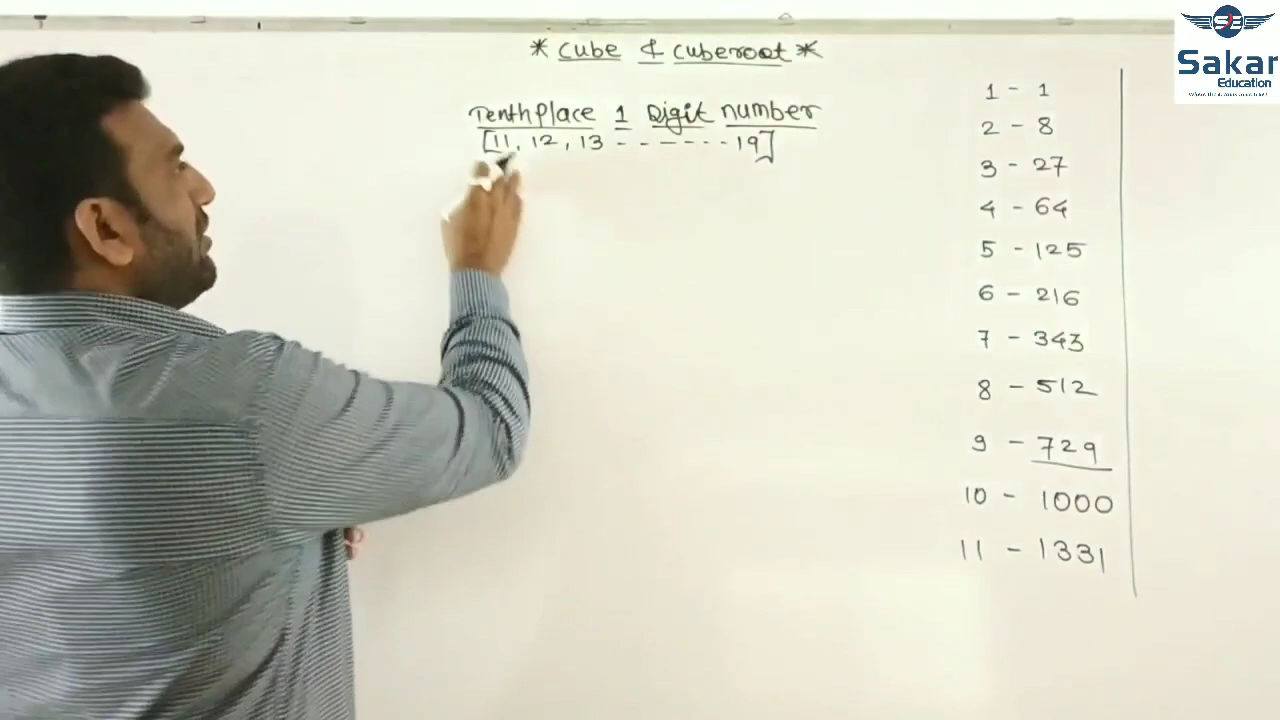 * cube & cuberoot *
Tenthplace 1 Digit number
[11, 12, 13 - - - - - - - 19]
1 - 1
2 - 8
3 - 27
4 - 64
5 - 125
6 - 216
7 - 343
8 - 512
9 - 729
10 - 1000
11 - 1331
Sakar
Education